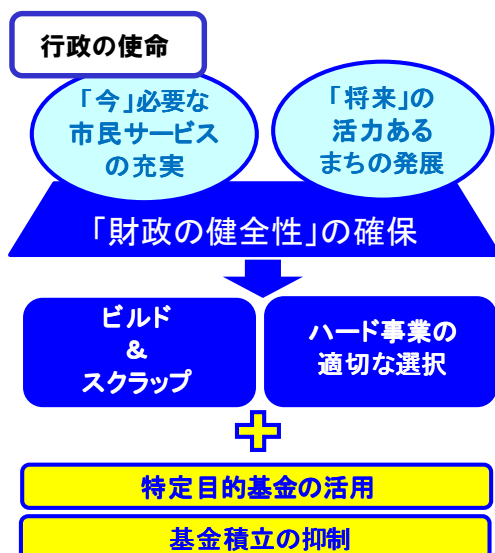 行政の使命
「今」必要な
市民サービス
の充実
「将来」の
活力ある
まちの発展
「財政の健全性」の確保
ビルド
&
スクラップ
ハード事業の
適切な選択
特定目的基金の活用
基金積立の抑制